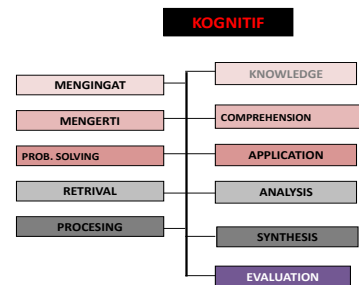 KOGNITIF
MENGINGAT
MENGERTI
PROB. SOLVING
RETRIVAL
PROCESING
KNOWLEDGE
COMPREHENSION
APPLICATION
ANALYSIS
SYNTHESIS
EVALUATION